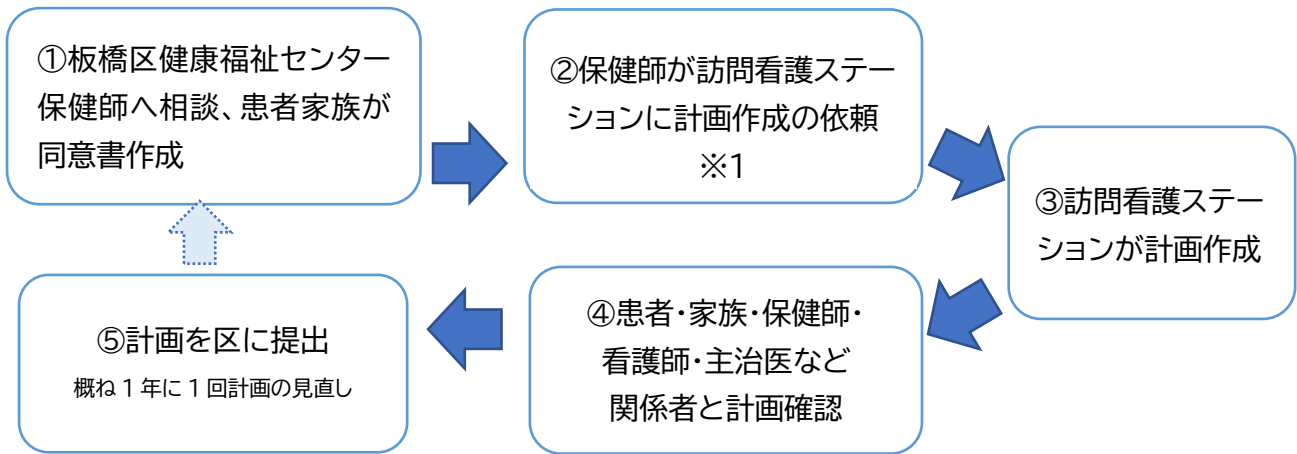 ①板橋区健康福祉センター
保健師へ相談、患者家族が
同意書作成
②保健師が訪問看護ステー
ションに計画作成の依頼
※1
③訪問看護ステー
ションが計画作成
④患者・家族・保健師・
看護師・主治医など
関係者と計画確認
⑤計画を区に提出
概ね1年に1回計画の見直し